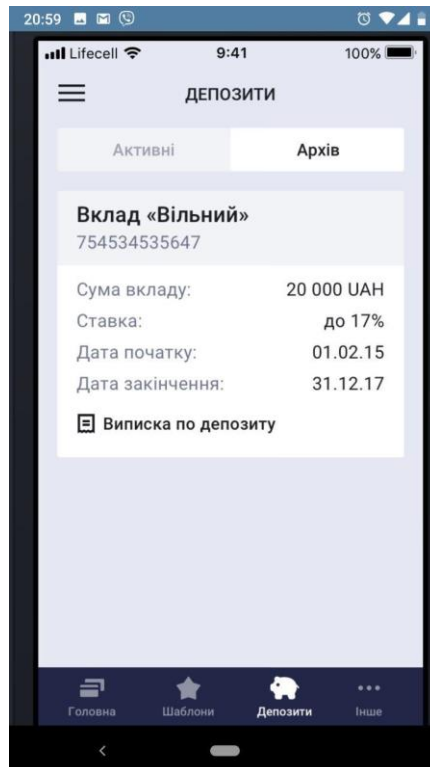 20:59
Lifecell 9:41 100%
ДЕПОЗИТИ
Активні Архів
Вклад «Вільний»
754534535647
Сума вкладу: 20 000 UAH
Ставка: до 17%
Дата початку: 01.02.15
Дата закінчення: 31.12.17
Виписка по депозиту
Головна Шаблони Депозити Інше